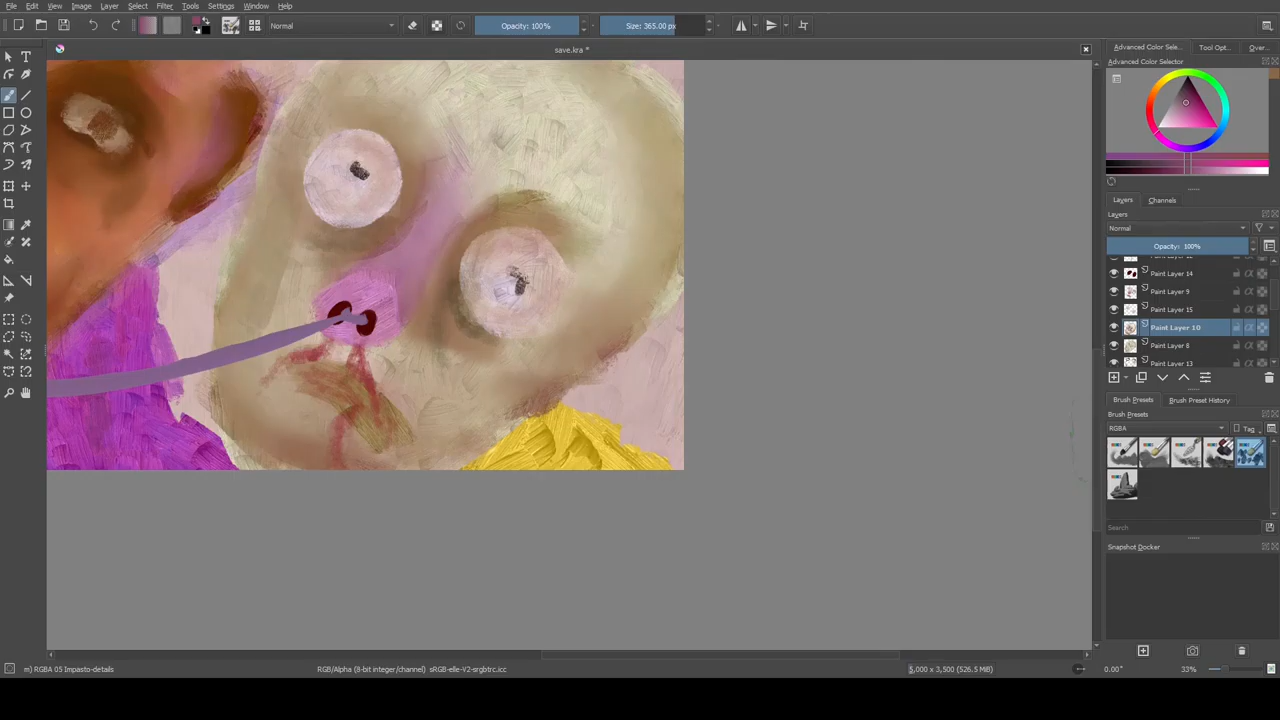 File Edit View Image Layer Select Filter Tools Settings Window Help
Normal
Opacity: 100%
Size: 365.00 px
save.kra *
Advanced Color Sele...
Tool Opt...
Over...
Advanced Color Selector
Layers
Channels
Layers
Normal
Opacity: 100%
Paint Layer 14
Paint Layer 9
Paint Layer 15
Paint Layer 10
Paint Layer 8
Paint Layer 13
Brush Presets
Brush Preset History
Brush Presets
RGBA
Tag
Search
Snapshot Docker
m) RGBA 05 Impasto-details
RGB/Alpha (8-bit integer/channel) sRGB-elle-V2-srgbtrc.icc
5,000 x 3,500 (526.5 MiB)
0.00°
33%